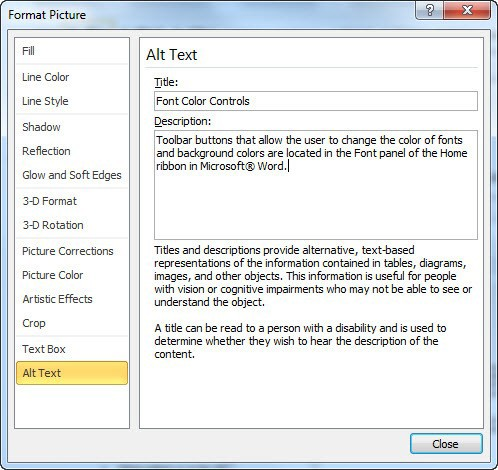 Format Picture
Fill
Line Color
Line Style
Shadow
Reflection
Glow and Soft Edges
3-D Format
3-D Rotation
Picture Corrections
Picture Color
Artistic Effects
Crop
Text Box
Alt Text
Alt Text
Title:
Font Color Controls
Description:
Toolbar buttons that allow the user to change the color of fonts
and background colors are located in the Font panel of the Home
ribbon in Microsoft® Word.
Titles and descriptions provide alternative, text-based
representations of the information contained in tables, diagrams,
images, and other objects. This information is useful for people
with vision or cognitive impairments who may not be able to see or
understand the object.
A title can be read to a person with a disability and is used to
determine whether they wish to hear the description of the
content.
Close